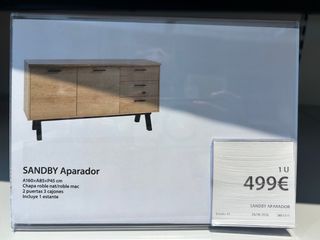 SANDBY Aparador
A160×A85×P45 cm
Chapa roble nat/roble mac
2 puertas 3 cajones
Incluye 1 estante
1 U
499€
SANDBY APARADOR